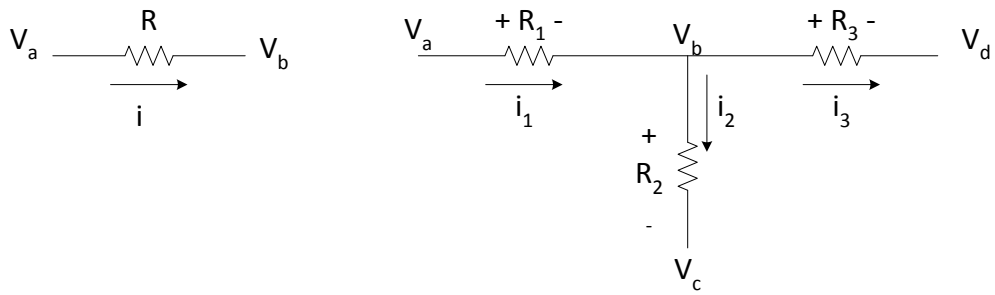 R
V_a
V_b
i
+ R_1 -
V_a
V_b
+ R_3 -
V_d
i_1
i_2
i_3
+
R_2
-
V_c